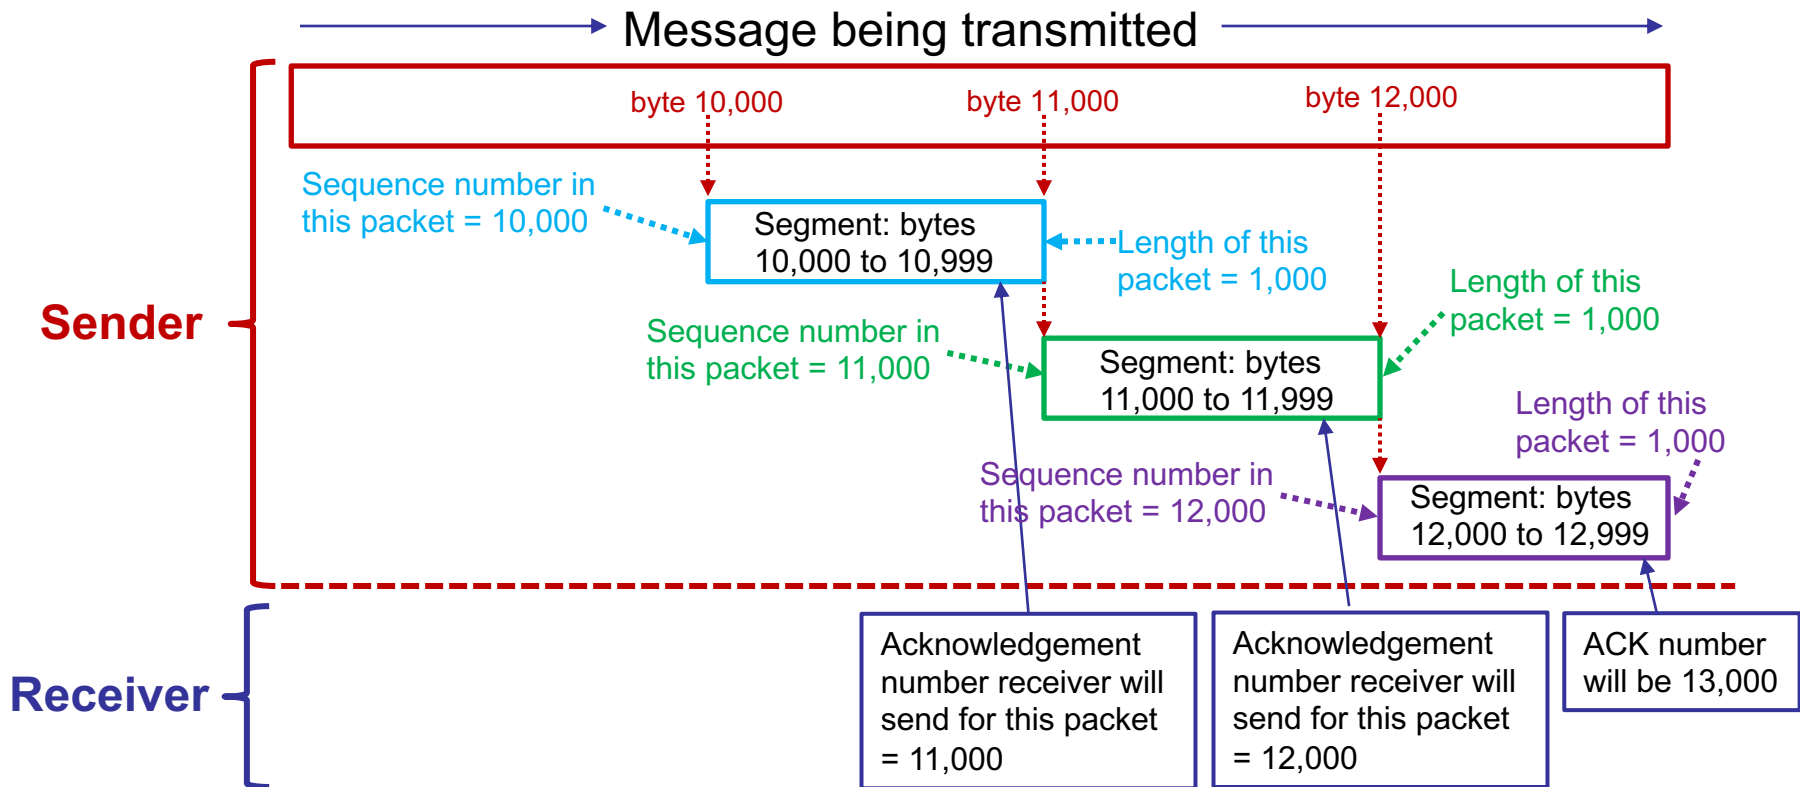 Message being transmitted
byte 10,000
byte 11,000
byte 12,000
Sequence number in
this packet = 10,000
Segment: bytes
10,000 to 10,999
Length of this
packet = 1,000
Sender
Sequence number in
this packet = 11,000
Segment: bytes
11,000 to 11,999
Length of this
packet = 1,000
Sequence number in
this packet = 12,000
Segment: bytes
12,000 to 12,999
Length of this
packet = 1,000
Receiver
Acknowledgement
number receiver will
send for this packet
= 11,000
Acknowledgement
number receiver will
send for this packet
= 12,000
ACK number
will be 13,000